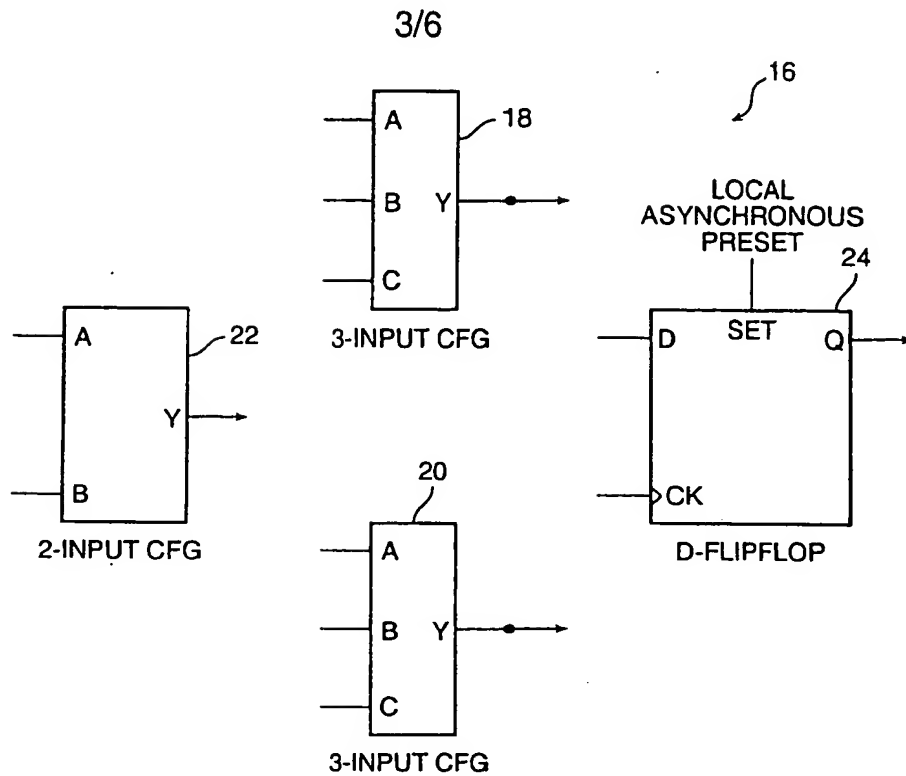 3/6
16
A
18
B
Y
C
3-INPUT CFG
LOCAL
ASYNCHRONOUS
PRESET
24
D
SET
Q
CK
D-FLIPFLOP
A
22
Y
B
2-INPUT CFG
20
A
B
Y
C
3-INPUT CFG